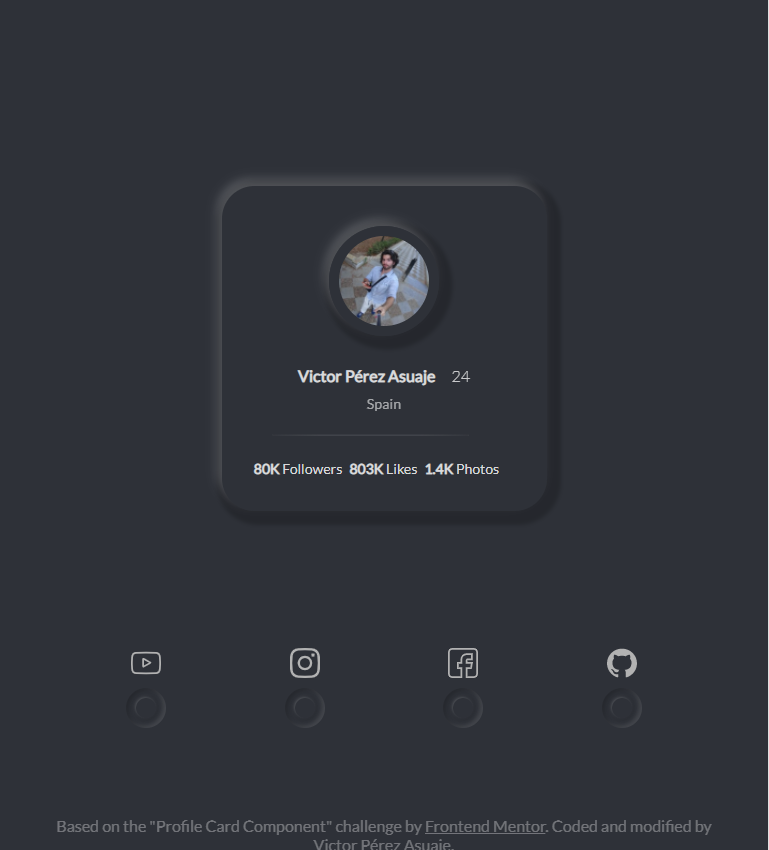 Victor Pérez Asuaje 24
Spain
80K Followers 803K Likes 1.4K Photos
Based on the "Profile Card Component" challenge by Frontend Mentor. Coded and modified by
Victor Pérez Asuaje.